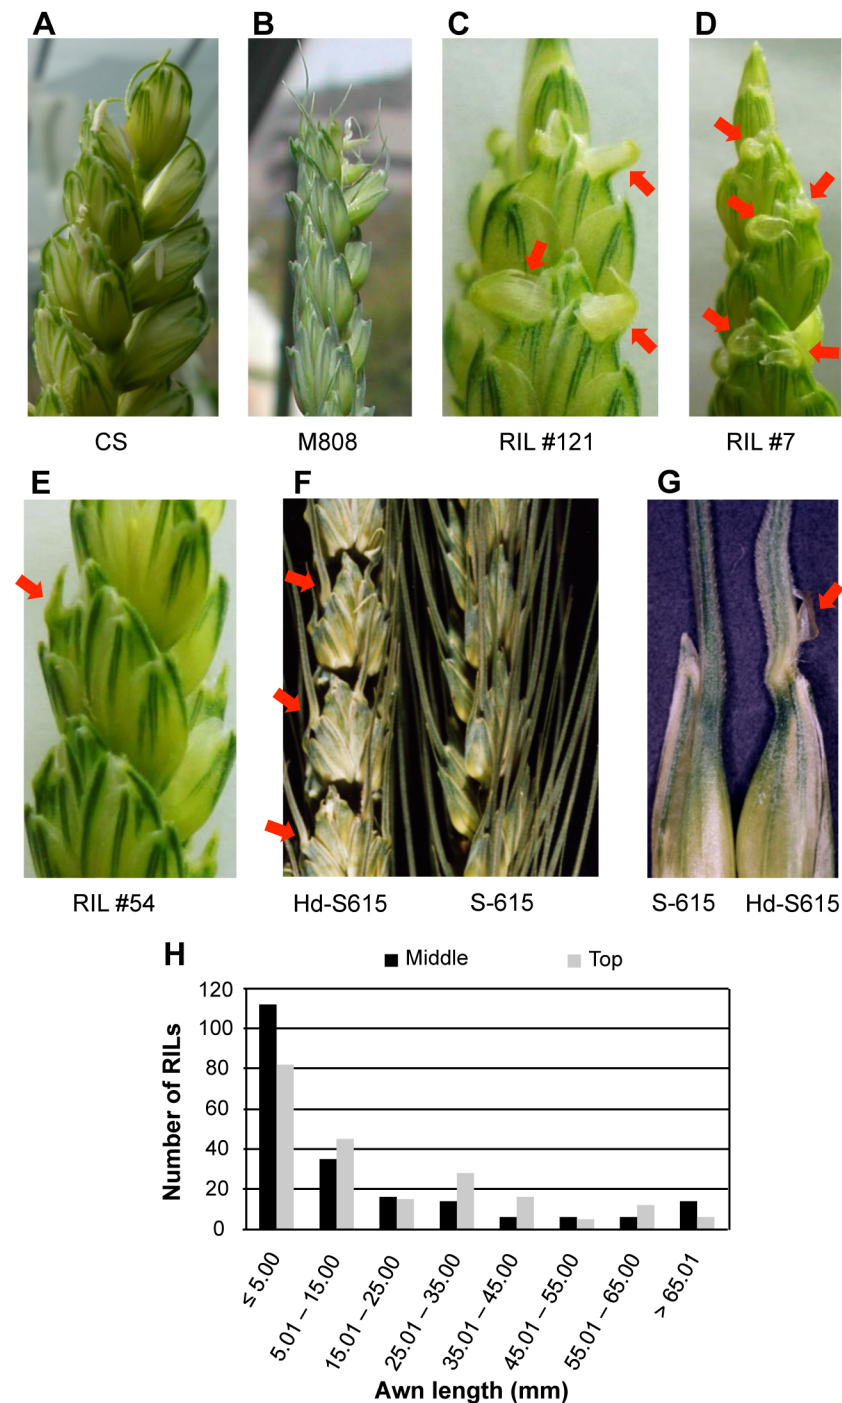 A
B
C
D
CS
M808
RIL #121
RIL #7
E
F
G
RIL #54
Hd-S615
S-615
S-615
Hd-S615
H
Middle
Top
Number of RILs
120
100
80
60
40
20
0
≤ 5.00
5.01 – 15.00
15.01 – 25.00
25.01 – 35.00
35.01 – 45.00
45.01 – 55.00
55.01 – 65.00
> 65.01
Awn length (mm)